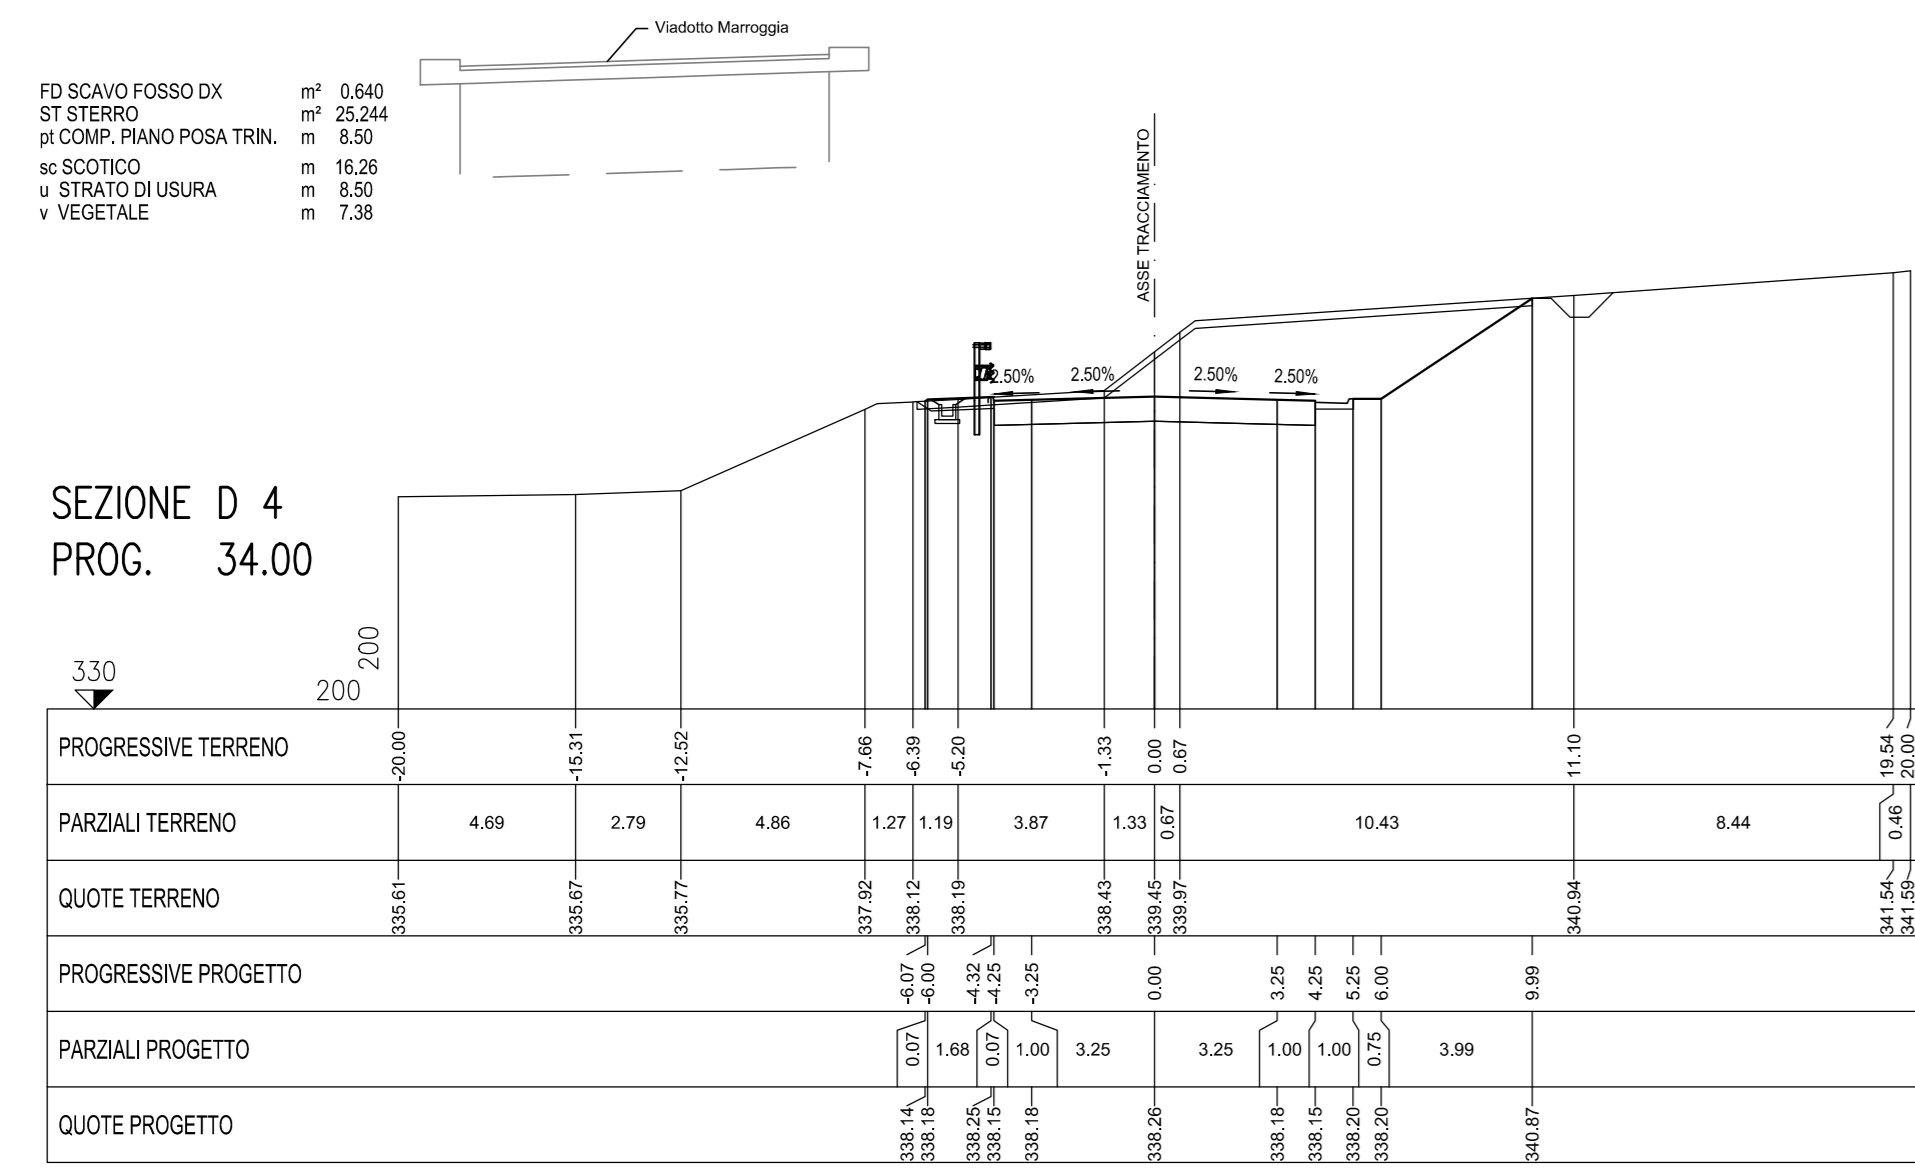 Viadotto Marroggia
FD SCAVO FOSSO DX m² 0.640
ST STERRO m² 25.244
pt COMP. PIANO POSA TRIN. m 8.50
sc SCOTICO m 16.26
u STRATO DI USURA m 8.50
v VEGETALE m 7.38
ASSE TRACCIAMENTO
2.50% 2.50% 2.50% 2.50%
SEZIONE D 4
PROG. 34.00
200
330
200
PROGRESSIVE TERRENO -20.00 -15.31 -12.52 -7.66 -6.39 -5.20 -1.33 0.00 0.67 11.10 19.54 20.00
PARZIALI TERRENO 4.69 2.79 4.86 1.27 1.19 3.87 1.33 0.67 10.43 8.44 0.46
QUOTE TERRENO 335.61 335.67 335.77 337.92 338.12 338.19 338.43 339.45 339.97 340.94 341.54 341.59
PROGRESSIVE PROGETTO -6.07 -6.00 -4.32 -4.25 -3.25 0.00 3.25 4.25 5.25 6.00 9.99
PARZIALI PROGETTO 0.07 1.68 0.07 1.00 3.25 3.25 1.00 1.00 0.75 3.99
QUOTE PROGETTO 338.14 338.18 338.25 338.15 338.18 338.26 338.18 338.15 338.20 338.20 340.87